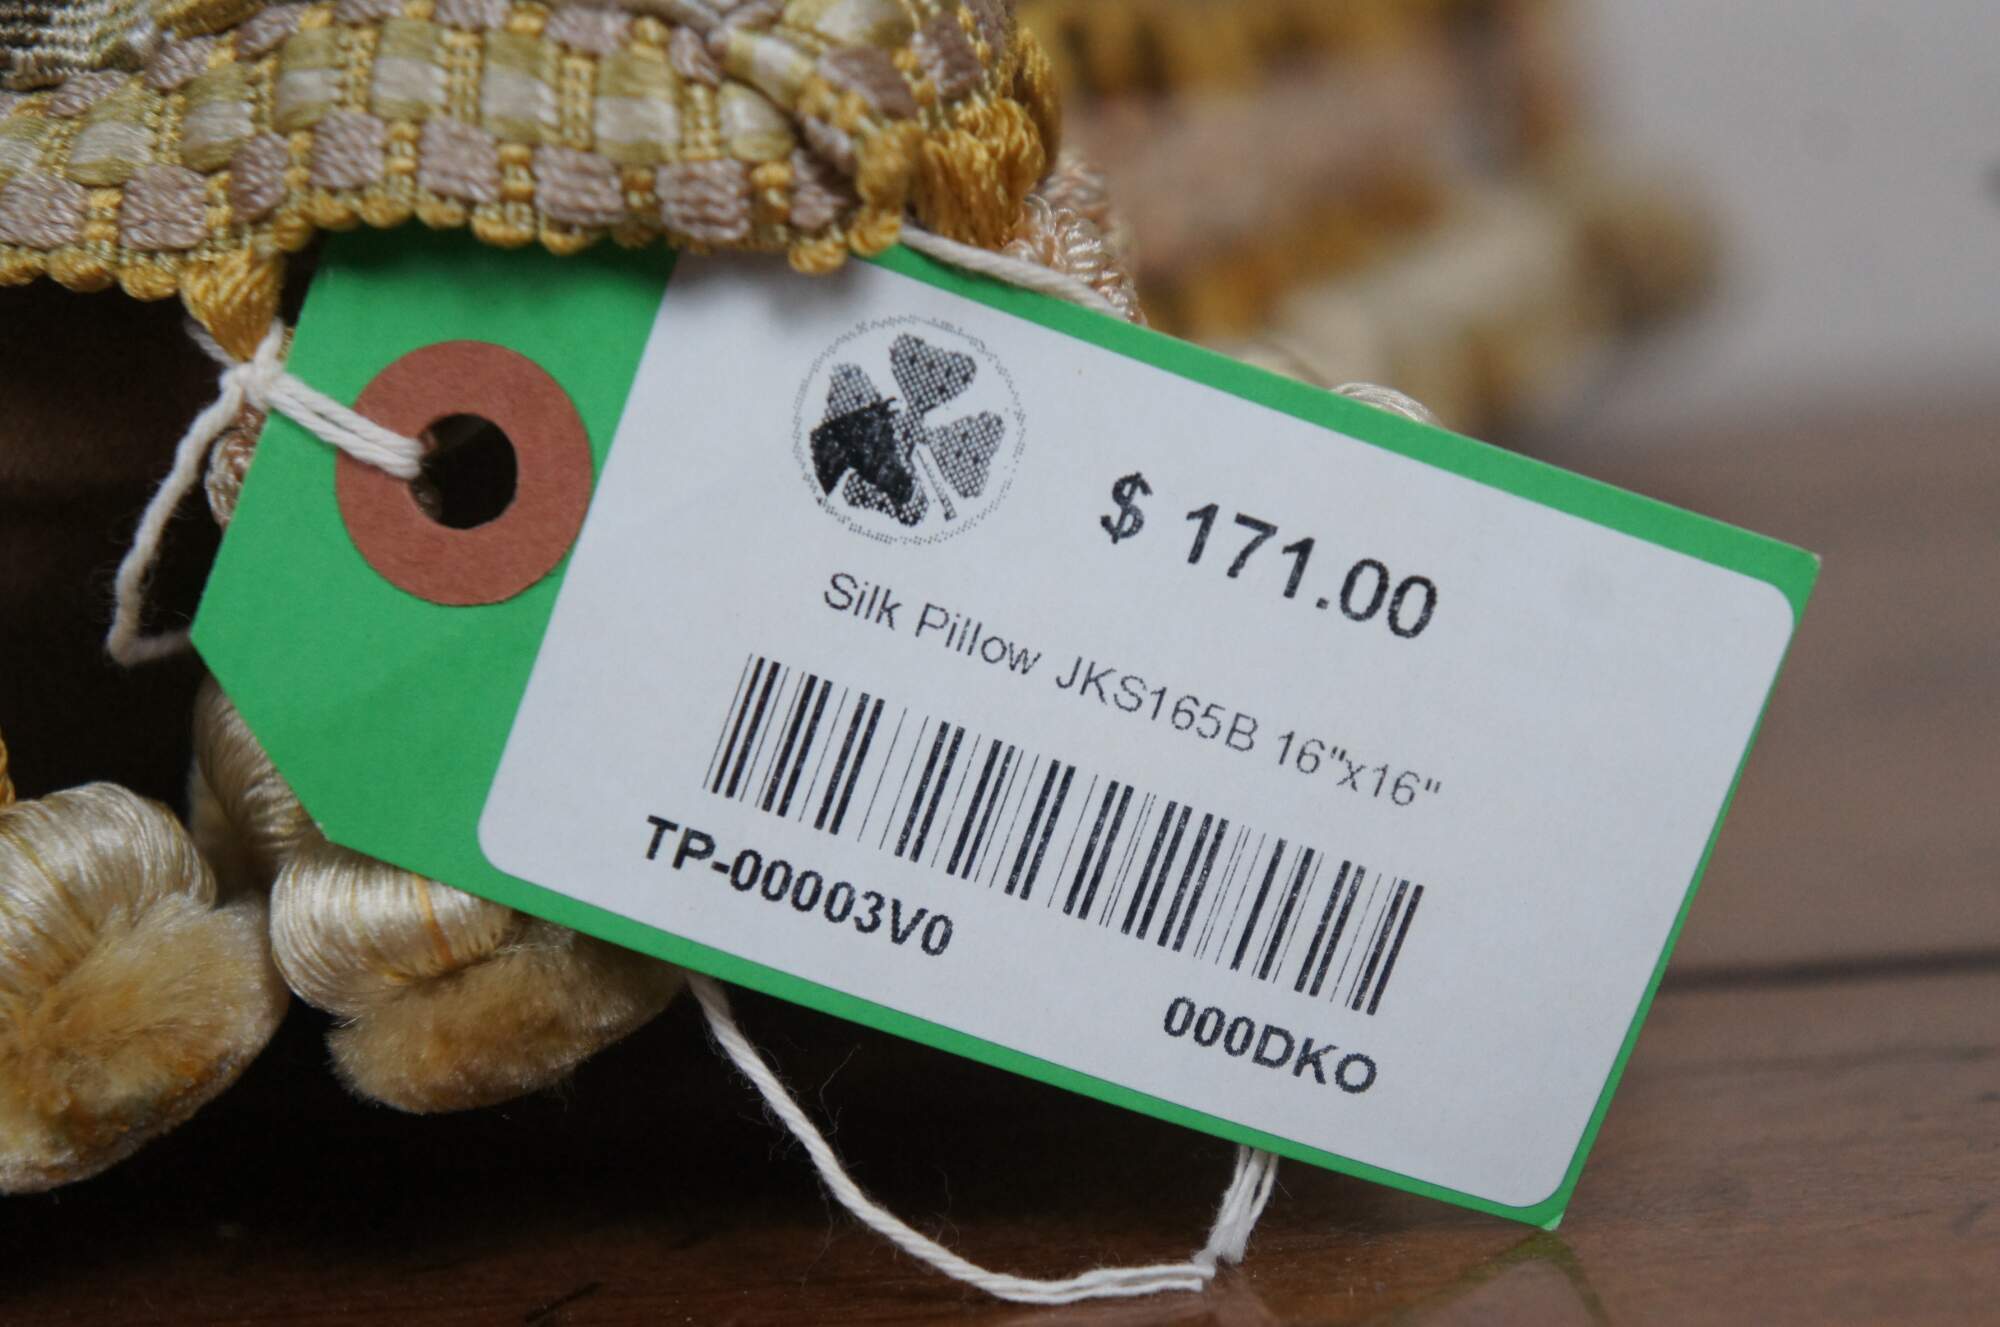 $ 171.00
Silk Pillow JKS165B 16"x16"
TP-00003V0
000DKO